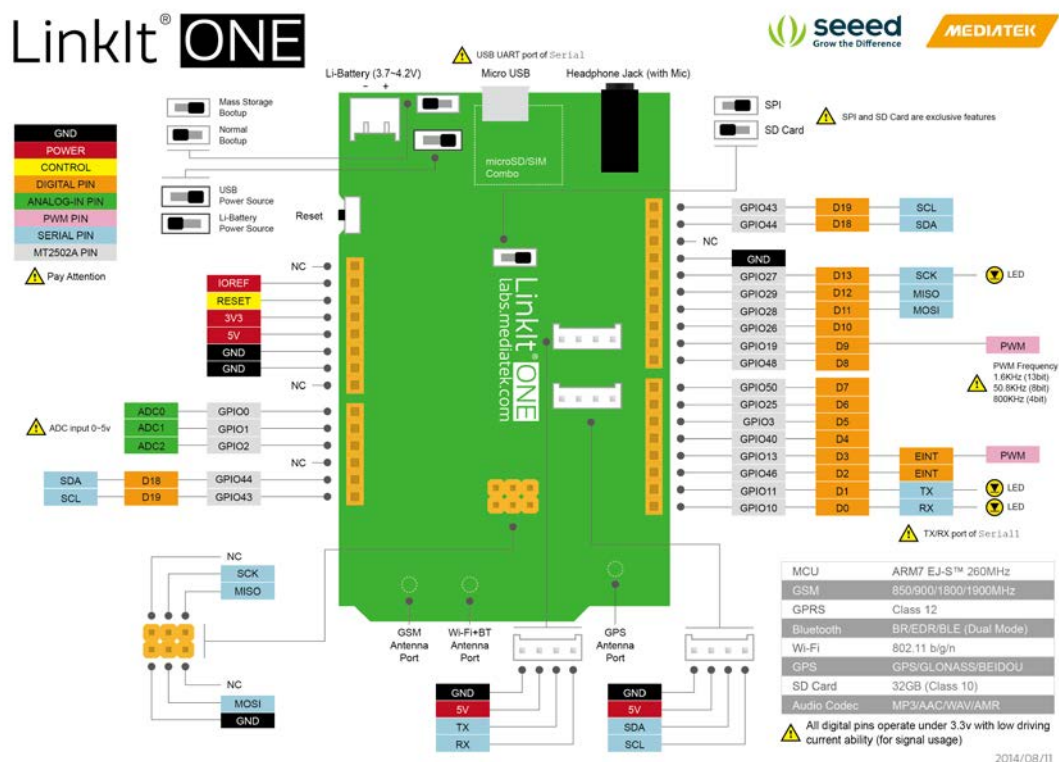 LinkIt® ONE
seeed
Grow the Difference
MEDIATEK
USB UART port of Serial
Li-Battery (3.7~4.2V)
Micro USB
Headphone Jack (with Mic)
- +
Mass Storage
Bootup
Normal
Bootup
USB
Power Source
Li-Battery
Power Source
SPI
SD Card
SPI and SD Card are exclusive features
GND
POWER
CONTROL
DIGITAL PIN
ANALOG-IN PIN
PWM PIN
SERIAL PIN
MT2502A PIN
Pay Attention
microSD/SIM
Combo
Reset
NC
IOREF
RESET
3V3
5V
GND
GND
NC
ADC input 0~5v
ADC0 GPIO0
ADC1 GPIO1
ADC2 GPIO2
NC
SDA D18 GPIO44
SCL D19 GPIO43
LinkIt® ONE
labs.mediatek.com
GPIO43 D19 SCL
GPIO44 D18 SDA
NC
GND
GPIO27 D13 SCK LED
GPIO29 D12 MISO
GPIO28 D11 MOSI
GPIO26 D10
GPIO19 D9 PWM
GPIO48 D8
PWM Frequency
1.6KHz (13bit)
50.8KHz (8bit)
800KHz (4bit)
GPIO50 D7
GPIO25 D6
GPIO3 D5
GPIO40 D4
GPIO13 D3 EINT PWM
GPIO46 D2 EINT
GPIO11 D1 TX LED
GPIO10 D0 RX LED
TX/RX port of Serial1
NC
SCK
MISO
NC
MOSI
GND
GSM
Antenna
Port
Wi-Fi+BT
Antenna
Port
GPS
Antenna
Port
GND
5V
TX
RX
GND
5V
SDA
SCL
MCU ARM7 EJ-S™ 260MHz
GSM 850/900/1800/1900MHz
GPRS Class 12
Bluetooth BR/EDR/BLE (Dual Mode)
Wi-Fi 802.11 b/g/n
GPS GPS/GLONASS/BEIDOU
SD Card 32GB (Class 10)
Audio Codec MP3/AAC/WAV/AMR
All digital pins operate under 3.3v with low driving
current ability (for signal usage)
2014/08/11